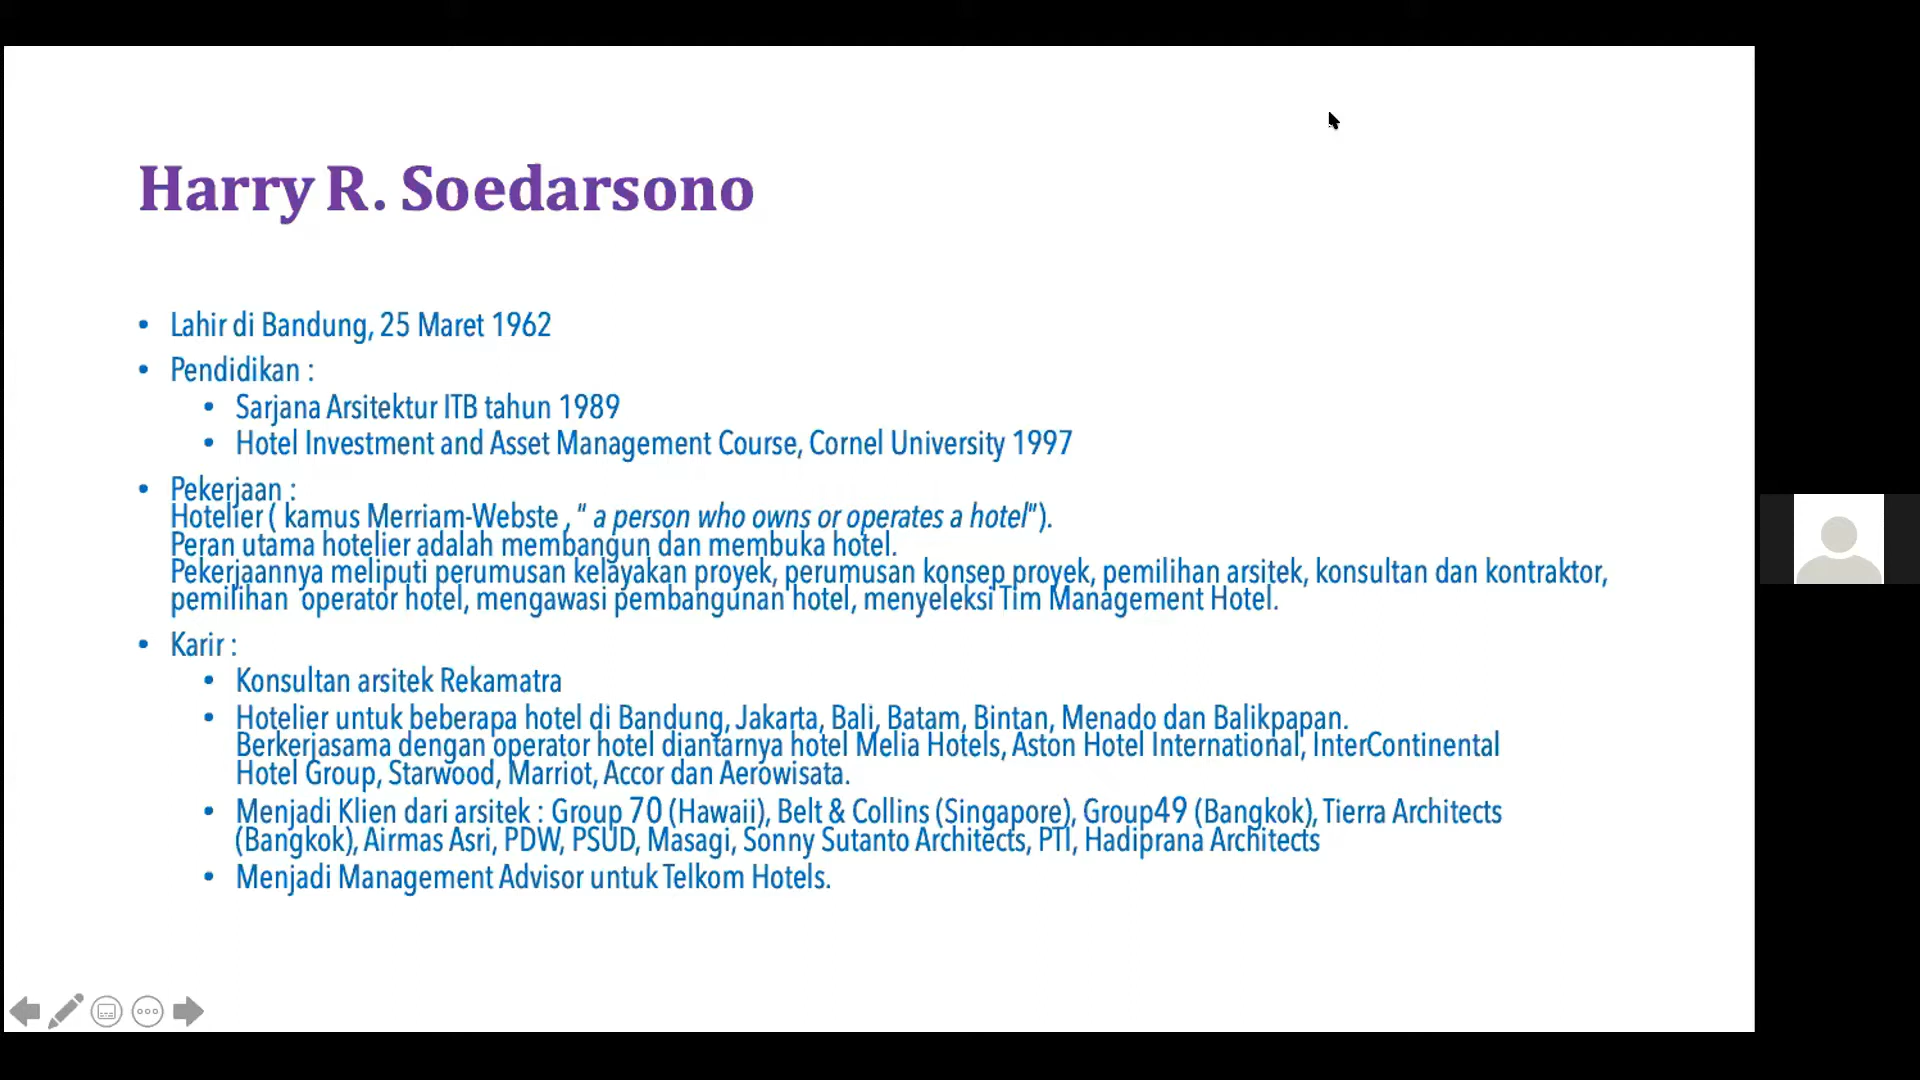 Harry R. Soedarsono
• Lahir di Bandung, 25 Maret 1962
• Pendidikan :
• Sarjana Arsitektur ITB tahun 1989
• Hotel Investment and Asset Management Course, Cornel University 1997
• Pekerjaan :
Hotelier ( kamus Merriam-Webste , " a person who owns or operates a hotel").
Peran utama hotelier adalah membangun dan membuka hotel.
Pekerjaannya meliputi perumusan kelayakan proyek, perumusan konsep proyek, pemilihan arsitek, konsultan dan kontraktor,
pemilihan  operator hotel, mengawasi pembangunan hotel, menyeleksi Tim Management Hotel.
• Karir :
• Konsultan arsitek Rekamatra
• Hotelier untuk beberapa hotel di Bandung, Jakarta, Bali, Batam, Bintan, Menado dan Balikpapan.
Berkerjasama dengan operator hotel diantarnya hotel Melia Hotels, Aston Hotel International, InterContinental
Hotel Group, Starwood, Marriot, Accor dan Aerowisata.
• Menjadi Klien dari arsitek : Group 70 (Hawaii), Belt & Collins (Singapore), Group49 (Bangkok), Tierra Architects
(Bangkok), Airmas Asri, PDW, PSUD, Masagi, Sonny Sutanto Architects, PTI, Hadiprana Architects
• Menjadi Management Advisor untuk Telkom Hotels.